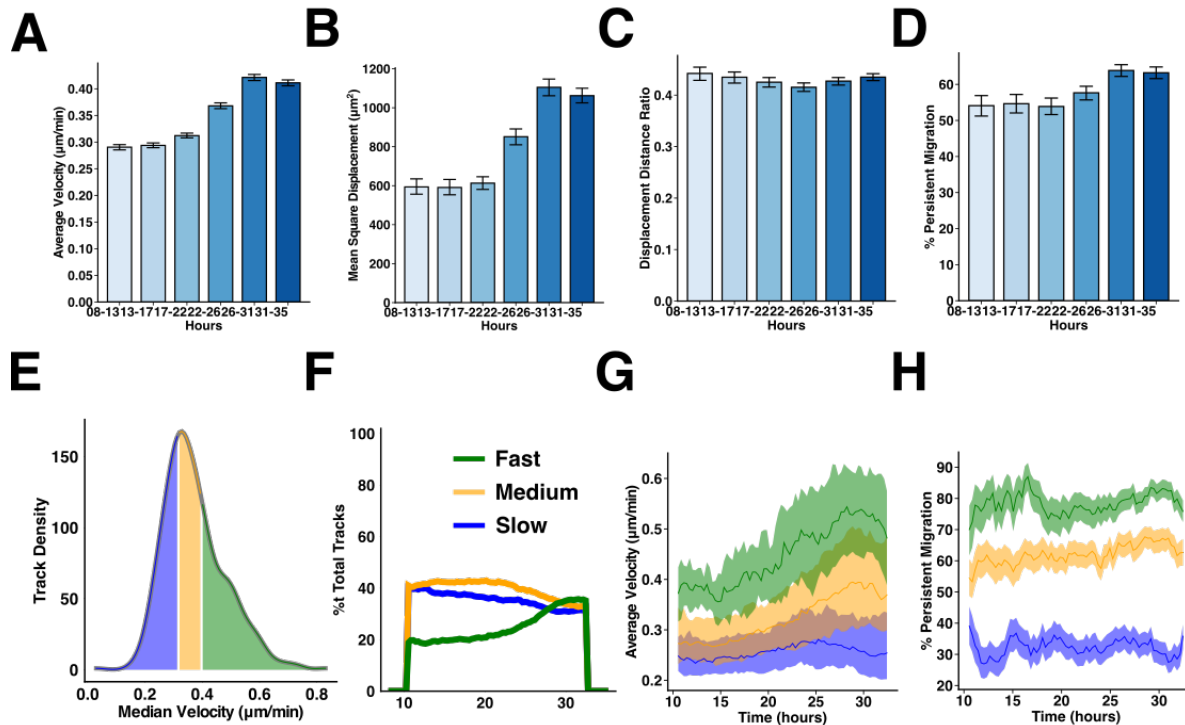 A
B
C
D
Average Velocity (µm/min)
0.40
0.35
0.30
0.25
0.20
0.15
0.10
0.05
0.00
08-1313-1717-2222-2626-3131-35
Hours
Mean Square Displacement (µm²)
1200
1000
800
600
400
200
0
08-1313-1717-2222-2626-3131-35
Hours
Displacement Distance Ratio
0.4
0.3
0.2
0.1
0.0
08-1313-1717-2222-2626-3131-35
Hours
% Persistent Migration
60
50
40
30
20
10
0
08-1313-1717-2222-2626-3131-35
Hours
E
F
G
H
Track Density
150
100
50
0
0.0 0.2 0.4 0.6 0.8
Median Velocity (µm/min)
%t Total Tracks
100
80
60
40
20
0
Fast
Medium
Slow
10 20 30
Average Velocity (µm/min)
0.6
0.5
0.4
0.3
0.2
10 15 20 25 30
Time (hours)
% Persistent Migration
90
80
70
60
50
40
30
20
10 15 20 25 30
Time (hours)